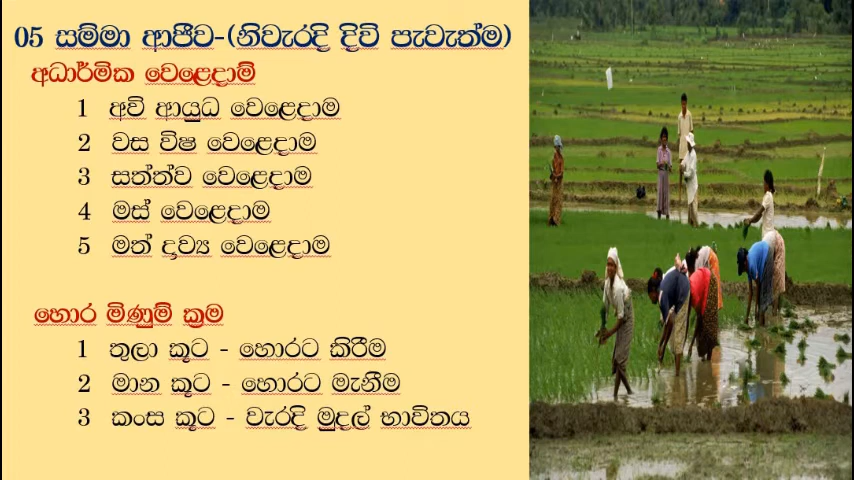 05 සම්මා ආජීව-(නිවැරදි දිවි පැවැත්ම)
අධාර්මික වෙළෙදාම්
1 අවි ආයුධ වෙළෙදාම
2 වස විෂ වෙළෙදාම
3 සත්ත්ව වෙළෙදාම
4 මස් වෙළෙදාම
5 මත් ද්‍රව්‍ය වෙළෙදාම
හොර මිණුම් ක්‍රම
1 තුලා කූට - හොරට කිරීම
2 මාන කූට - හොරට මැනීම
3 කංස කූට - වැරදි මුදල් භාවිතය